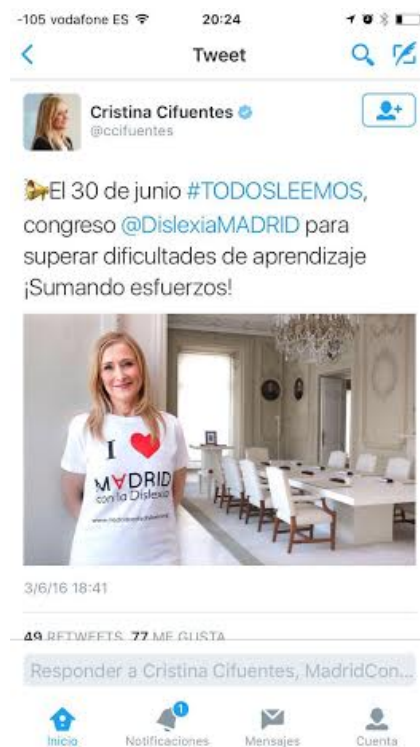 -105 vodafone ES 20:24
Tweet
Cristina Cifuentes
@ccifuentes
El 30 de junio #TODOSLEEMOS,
congreso @DislexiaMADRID para
superar dificultades de aprendizaje
¡Sumando esfuerzos!
I
MADRID
con la Dislexia
3/6/16 18:41
49 RETWEETS 77 ME GUSTA
Responder a Cristina Cifuentes, MadridCon...
1
Inicio Notificaciones Mensajes Cuenta